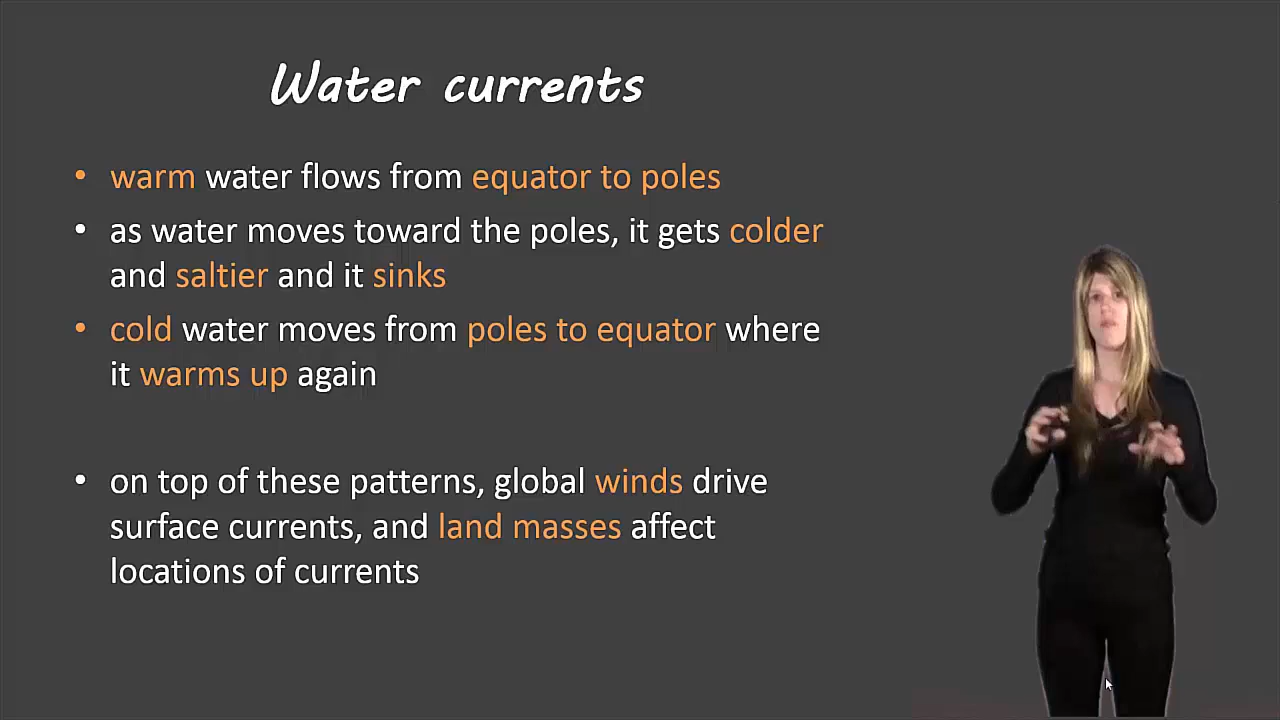 Water currents
• warm water flows from equator to poles
• as water moves toward the poles, it gets colder
and saltier and it sinks
• cold water moves from poles to equator where
it warms up again
• on top of these patterns, global winds drive
surface currents, and land masses affect
locations of currents